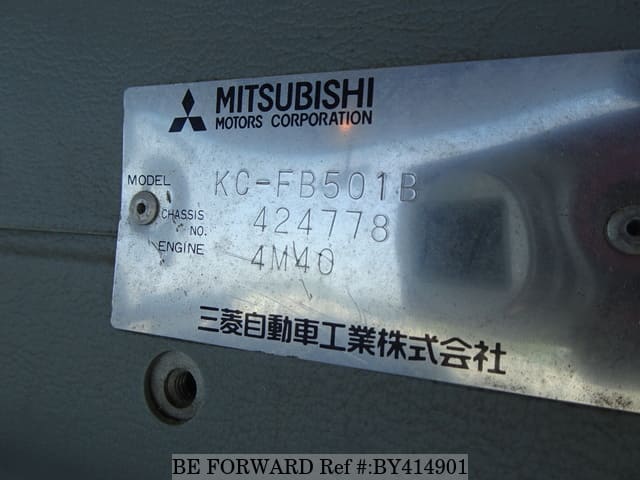 MITSUBISHI
MOTORS CORPORATION
MODEL KC-FB501B
CHASSIS NO. 424778
ENGINE 4M40
三菱自動車工業株式会社
BE FORWARD Ref #:BY414901